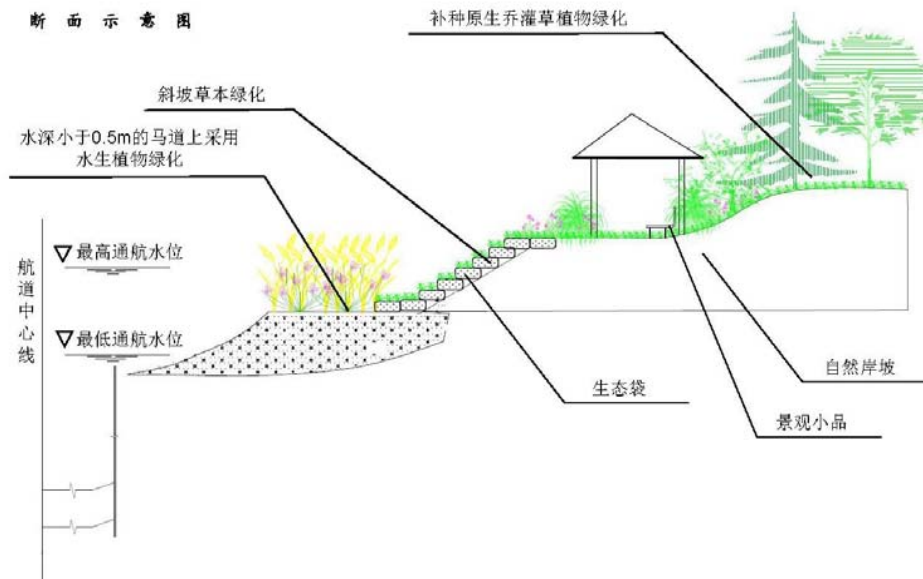 断面示意图
补种原生乔灌草植物绿化
斜坡草本绿化
水深小于0.5m的马道上采用
水生植物绿化
最高通航水位
航道中心线
最低通航水位
自然岸坡
生态袋
景观小品